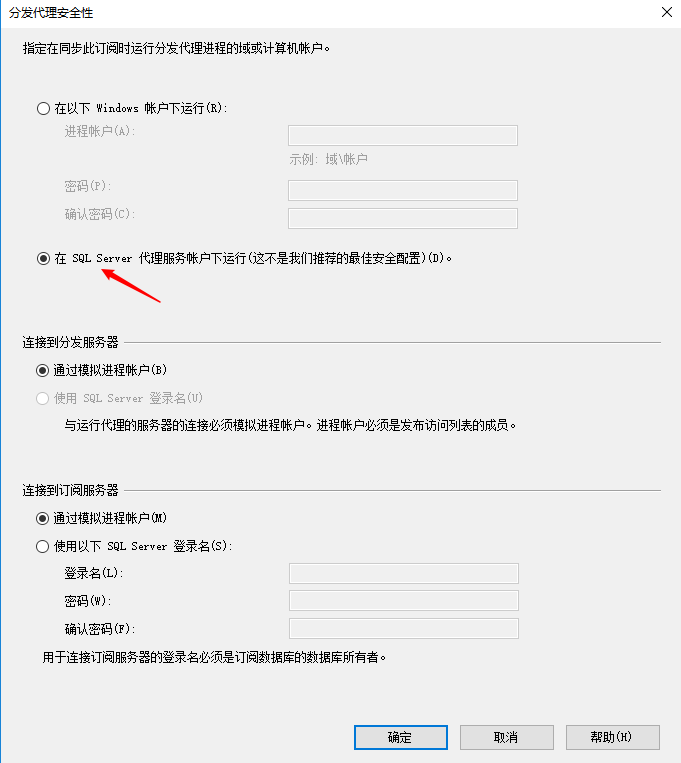 分发代理安全性
指定在同步此订阅时运行分发代理进程的域或计算机帐户。
在以下 Windows 帐户下运行(R):
进程帐户(A):
示例: 域\帐户
密码(P):
确认密码(C):
在 SQL Server 代理服务帐户下运行(这不是我们推荐的最佳安全配置)(D)。
连接到分发服务器
通过模拟进程帐户(B)
使用 SQL Server 登录名(U)
与运行代理的服务器的连接必须模拟进程帐户。进程帐户必须是发布访问列表的成员。
连接到订阅服务器
通过模拟进程帐户(M)
使用以下 SQL Server 登录名(S):
登录名(L):
密码(W):
确认密码(F):
用于连接订阅服务器的登录名必须是订阅数据库的数据库所有者。
确定
取消
帮助(H)